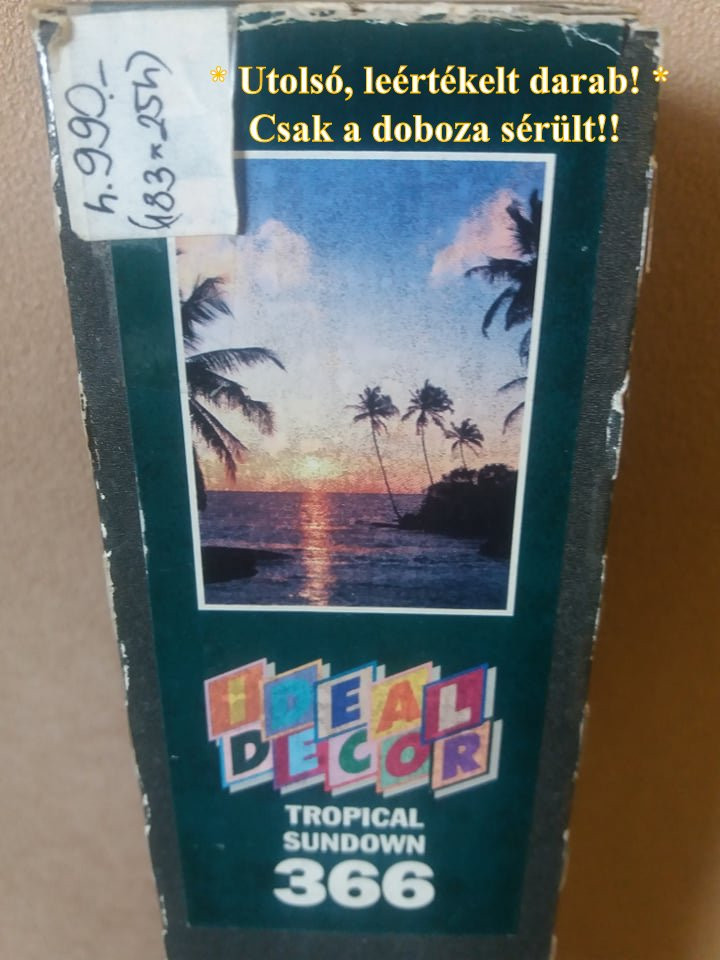 * Utolsó, leértékelt darab! *
Csak a doboza sérült!!
4.990.-
(183 × 254)
IDEAL
DECOR
TROPICAL
SUNDOWN
366